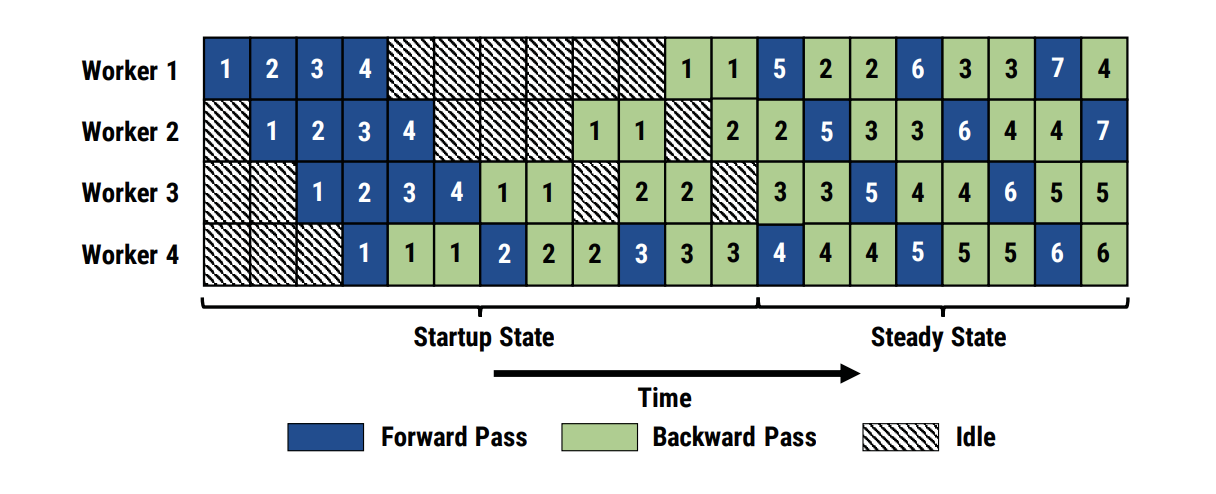 Worker 1 1 2 3 4 1 1 5 2 2 6 3 3 7 4
Worker 2 1 2 3 4 1 1 2 2 5 3 3 6 4 4 7
Worker 3 1 2 3 4 1 1 2 2 3 3 5 4 4 6 5 5
Worker 4 1 1 1 2 2 2 3 3 3 4 4 4 5 5 5 6 6
Startup State Steady State
Time
Forward Pass Backward Pass Idle